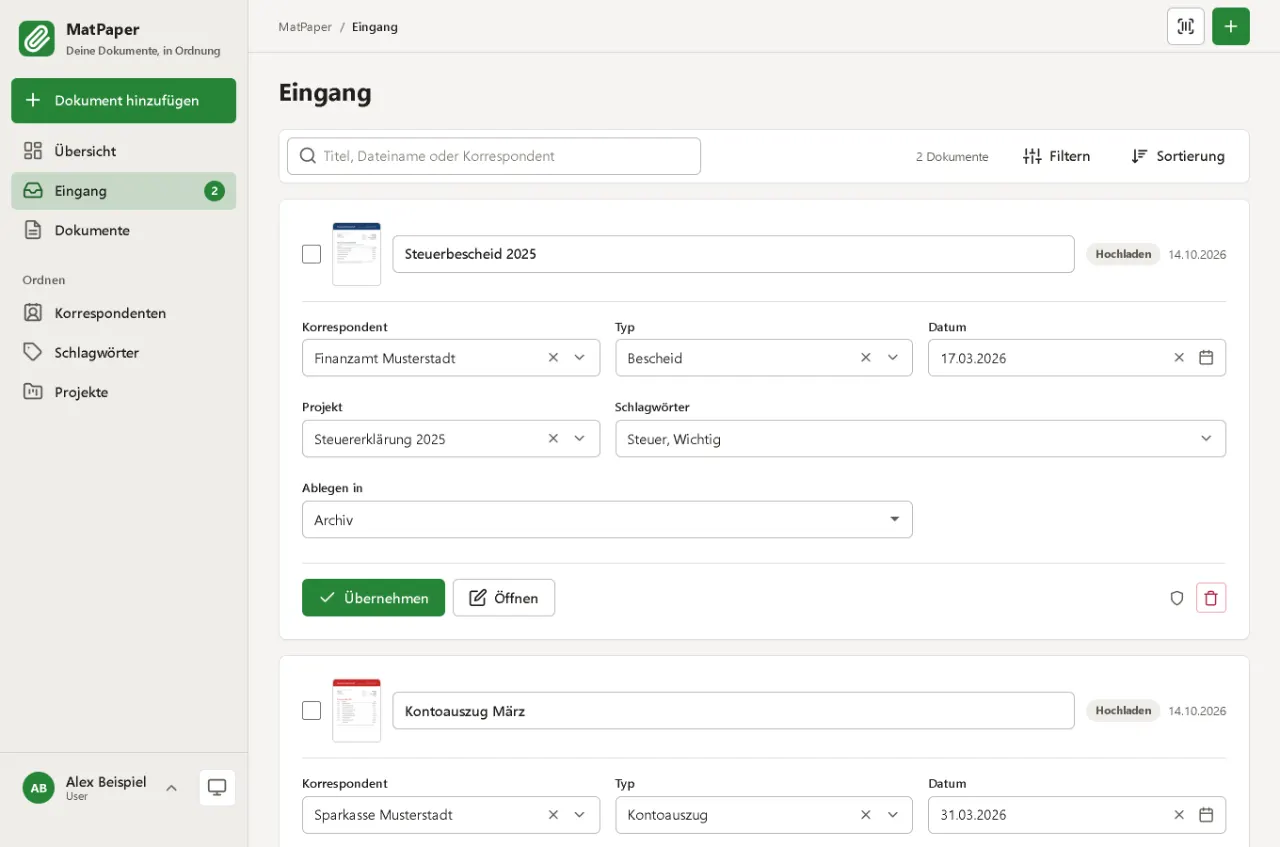 MatPaper
Deine Dokumente, in Ordnung
Dokument hinzufügen
Übersicht
Eingang 2
Dokumente
Ordnen
Korrespondenten
Schlagwörter
Projekte
Alex Beispiel
AB
User
MatPaper / Eingang
Eingang
Titel, Dateiname oder Korrespondent
2 Dokumente
Filtern
Sortierung
Steuerbescheid 2025
Hochladen
14.10.2026
Korrespondent
Typ
Datum
Finanzamt Musterstadt
Bescheid
17.03.2026
Projekt
Schlagwörter
Steuererklärung 2025
Steuer, Wichtig
Ablegen in
Archiv
Übernehmen
Öffnen
Kontoauszug März
Hochladen
14.10.2026
Korrespondent
Typ
Datum
Sparkasse Musterstadt
Kontoauszug
31.03.2026